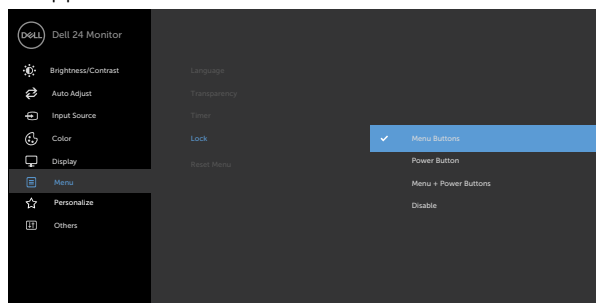 DELL Dell 24 Monitor
Brightness/Contrast
Auto Adjust
Input Source
Color
Display
Menu
Personalize
Others
Language
Transparency
Timer
Lock
Reset Menu
Menu Buttons
Power Button
Menu + Power Buttons
Disable